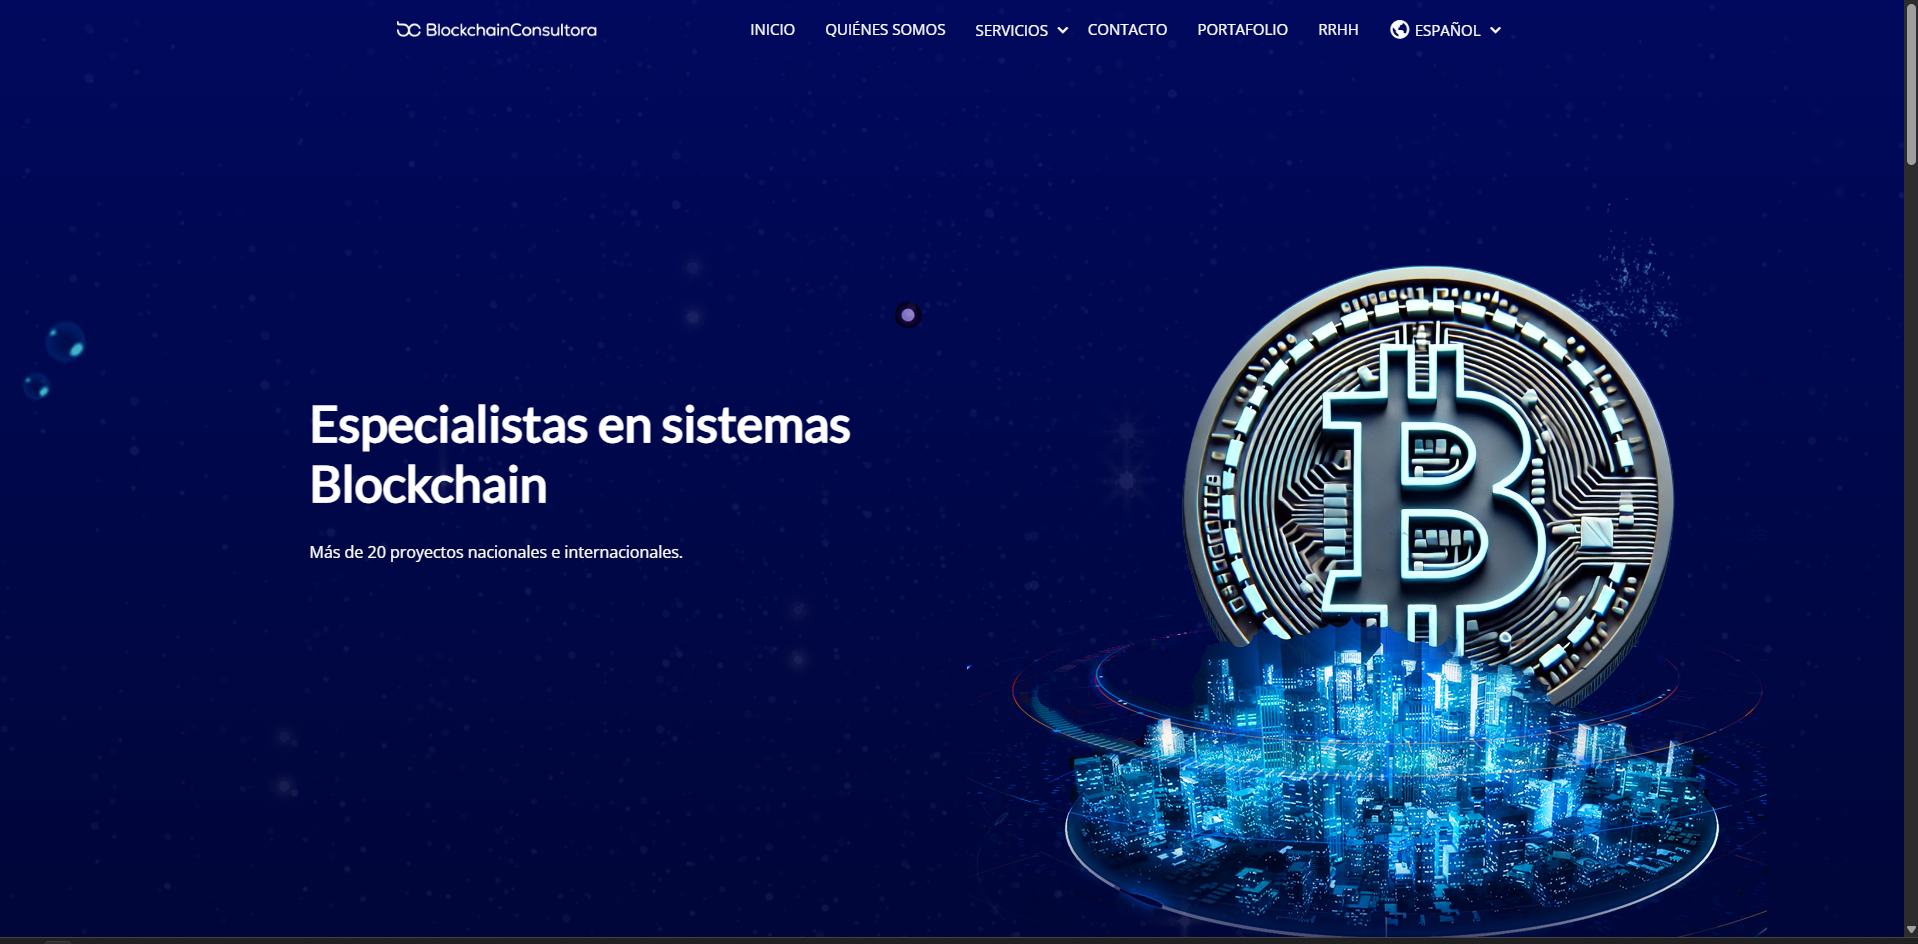 BlockchainConsultora
INICIO
QUIÉNES SOMOS
SERVICIOS
CONTACTO
PORTAFOLIO
RRHH
ESPAÑOL
Especialistas en sistemas
Blockchain
Más de 20 proyectos nacionales e internacionales.